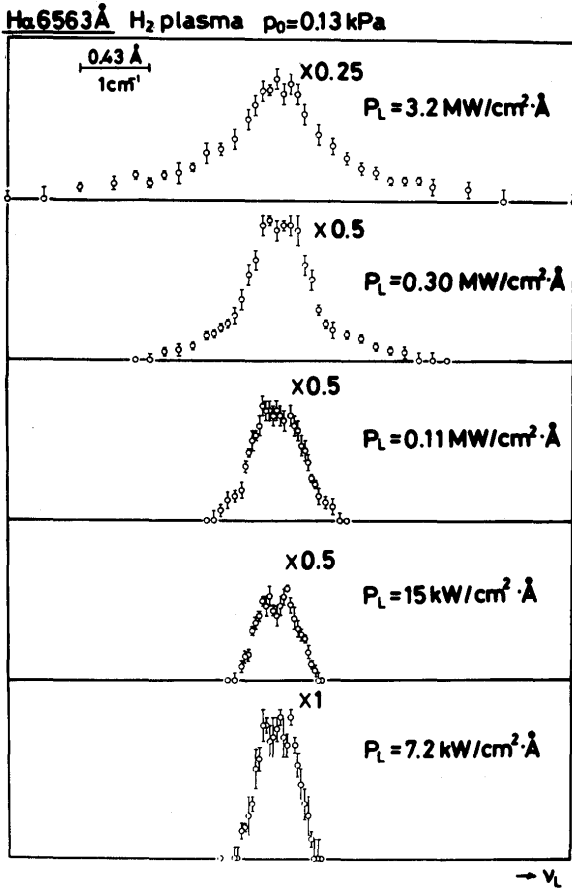 Hα6563Å H₂ plasma p₀=0.13kPa
0.43 Å
1cm⁻¹
×0.25
P_L = 3.2 MW/cm²·Å
×0.5
P_L = 0.30 MW/cm²·Å
×0.5
P_L = 0.11 MW/cm²·Å
×0.5
P_L = 15 kW/cm²·Å
×1
P_L = 7.2 kW/cm²·Å
→ ν_L